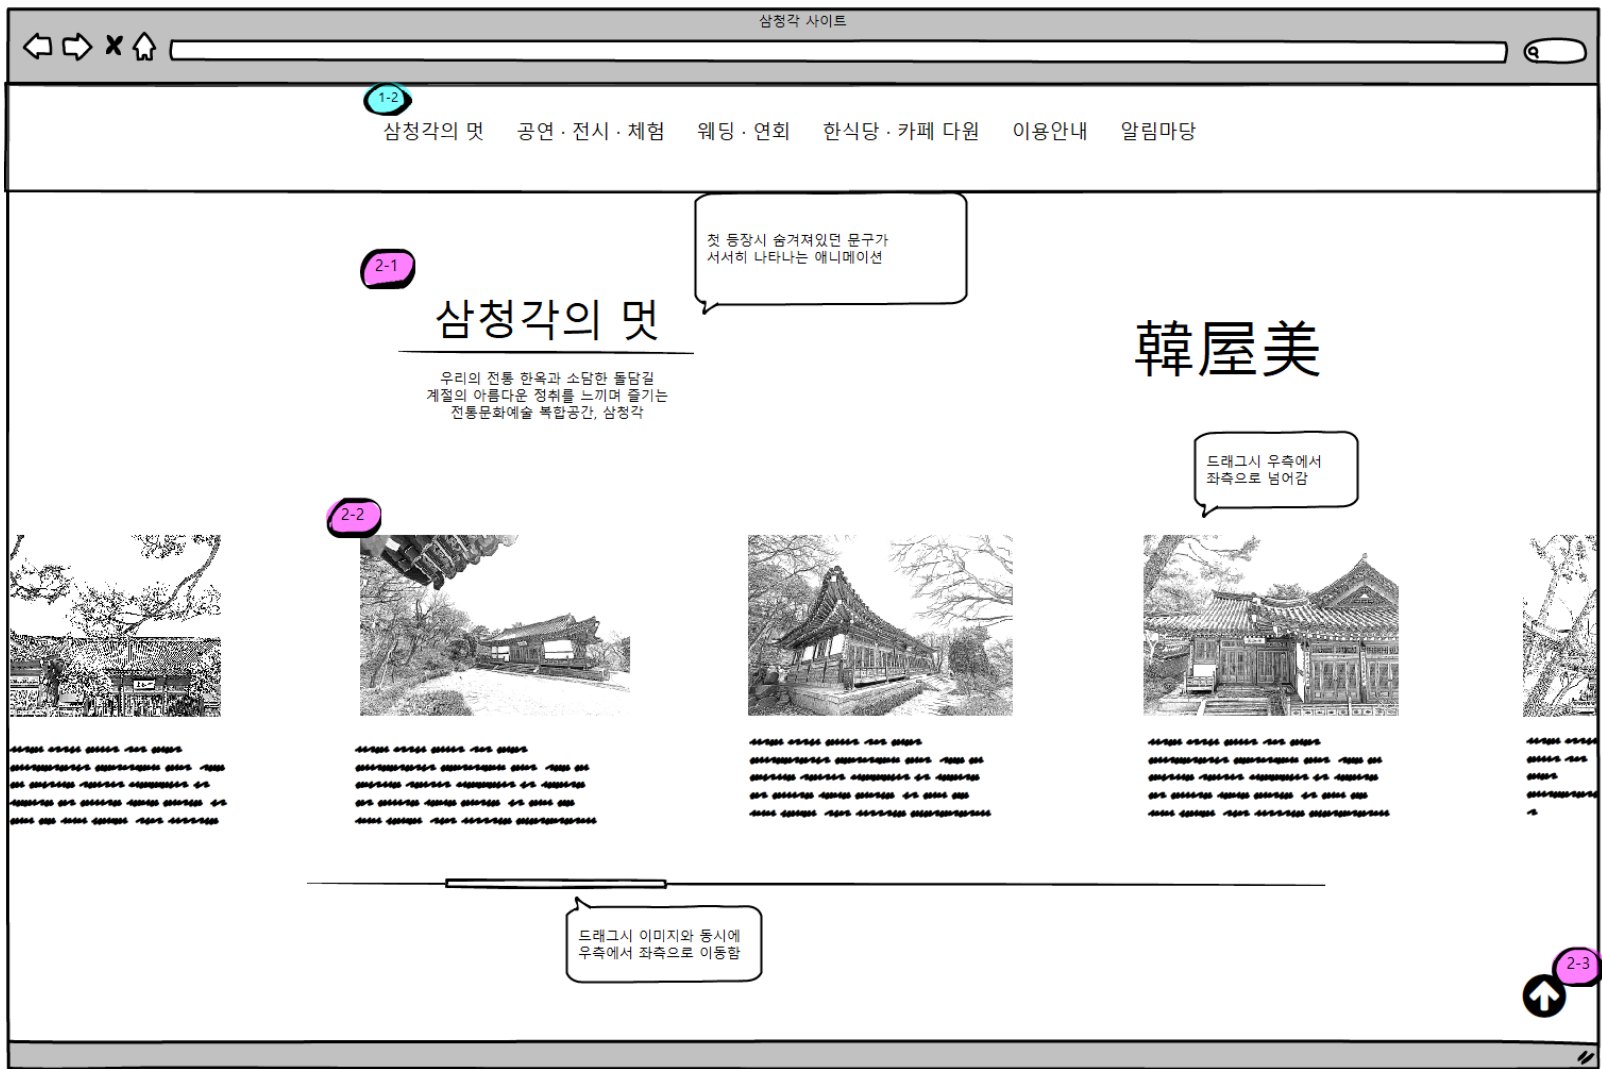 삼청각 사이트
1-2
삼청각의 멋 공연 · 전시 · 체험 웨딩 · 연회 한식당 · 카페 다원 이용안내 알림마당
첫 등장시 숨겨져있던 문구가
서서히 나타나는 애니메이션
2-1
삼청각의 멋
우리의 전통 한옥과 소담한 돌담길
계절의 아름다운 정취를 느끼며 즐기는
전통문화예술 복합공간, 삼청각
韓屋美
드래그시 우측에서
좌측으로 넘어감
2-2
드래그시 이미지와 동시에
우측에서 좌측으로 이동함
2-3